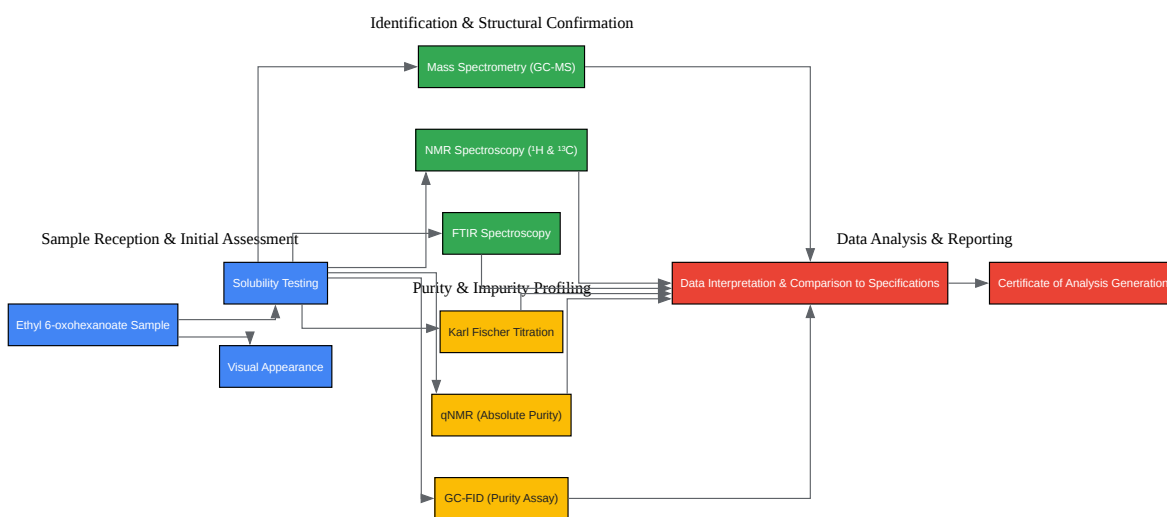 Identification & Structural Confirmation
Mass Spectrometry (GC-MS)
NMR Spectroscopy (¹H & ¹³C)
FTIR Spectroscopy
Sample Reception & Initial Assessment
Data Analysis & Reporting
Solubility Testing
Purity & Impurity Profiling
Data Interpretation & Comparison to Specifications
Certificate of Analysis Generation
Ethyl 6-oxohexanoate Sample
Karl Fischer Titration
Visual Appearance
qNMR (Absolute Purity)
GC-FID (Purity Assay)